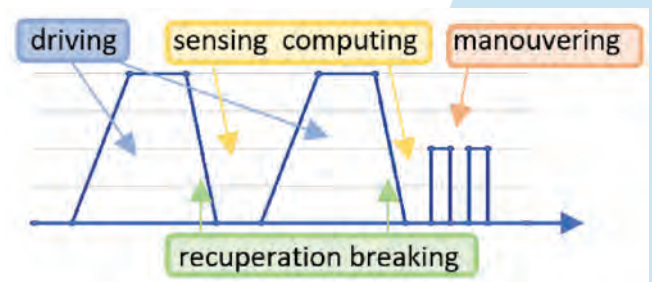 driving
sensing computing
manouvering
recuperation breaking